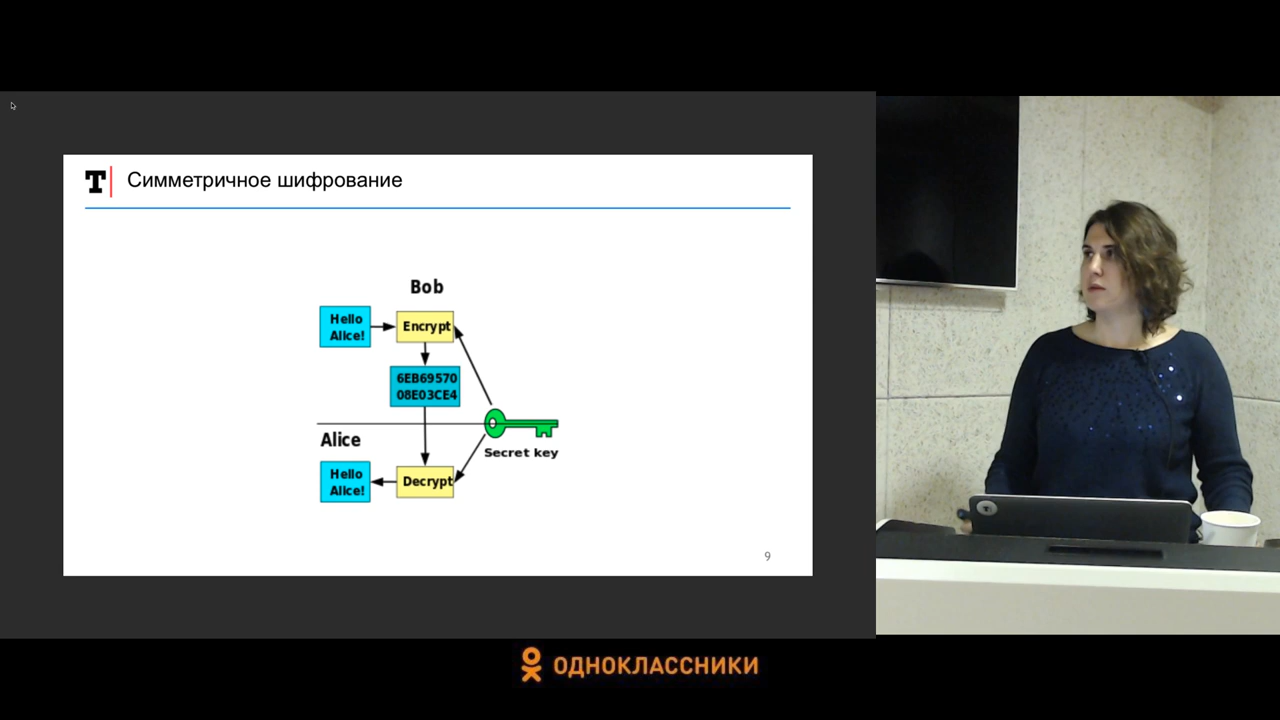 T
Симметричное шифрование
Bob
Hello
Alice!
Encrypt
6EB69570
08E03CE4
Alice
Secret key
Hello
Alice!
Decrypt
9
ОДНОКЛАССНИКИ